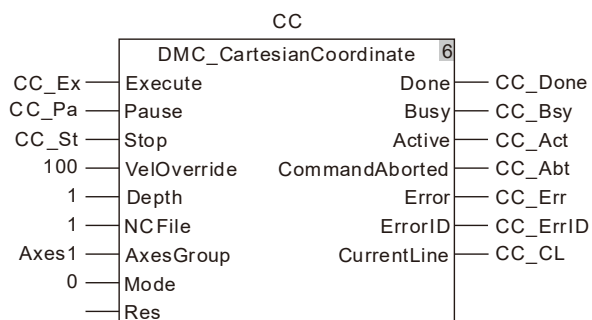 CC
DMC_CartesianCoordinate 6
CC_Ex Execute Done CC_Done
CC_Pa Pause Busy CC_Bsy
CC_St Stop Active CC_Act
100 VelOverride CommandAborted CC_Abt
1 Depth Error CC_Err
1 NCFile ErrorID CC_ErrID
Axes1 AxesGroup CurrentLine CC_CL
0 Mode
Res